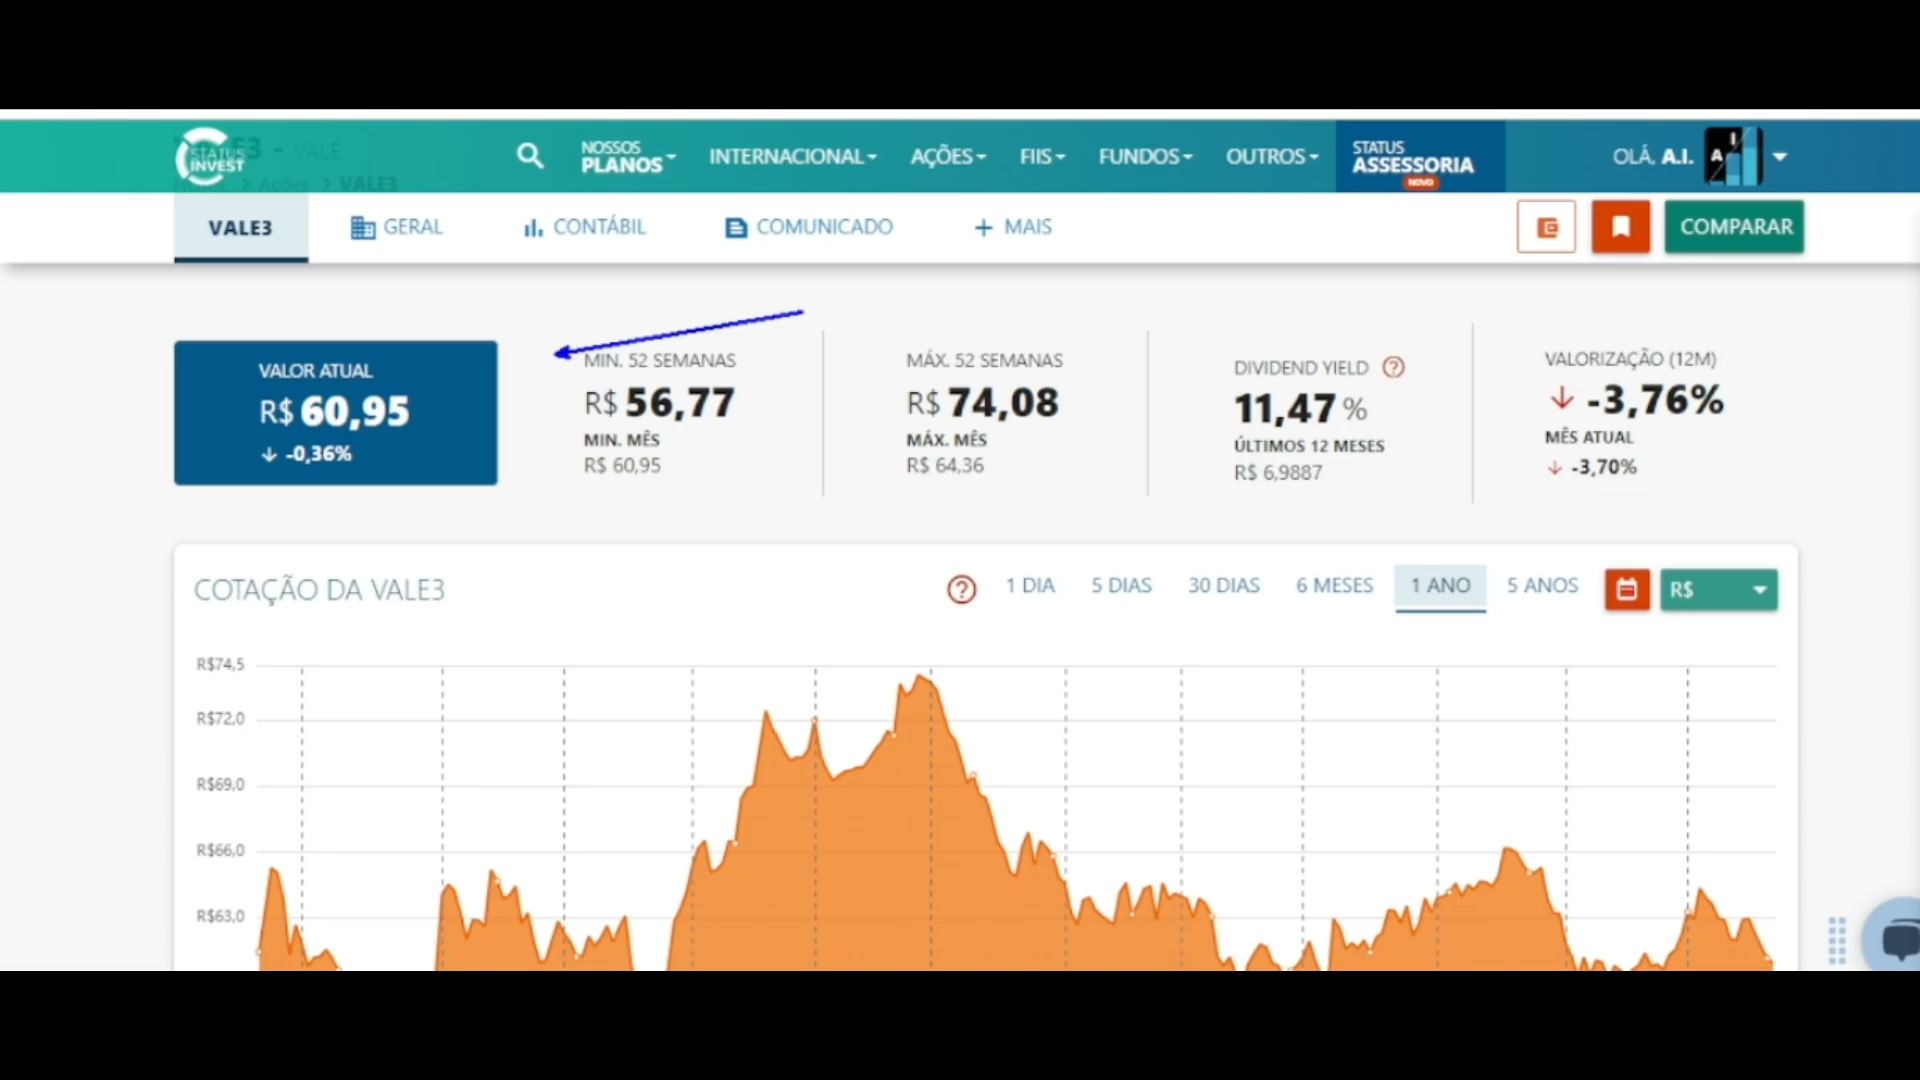 STATUS
INVEST
VALE3 - VALE
Ações > VALE3
NOSSOS
PLANOS
INTERNACIONAL
AÇÕES
FIIS
FUNDOS
OUTROS
STATUS
ASSESSORIA
NOVO
OLÁ, A.I.
A I
VALE3
GERAL
CONTÁBIL
COMUNICADO
+ MAIS
COMPARAR
VALOR ATUAL
R$ 60,95
-0,36%
MIN. 52 SEMANAS
R$ 56,77
MIN. MÊS
R$ 60,95
MÁX. 52 SEMANAS
R$ 74,08
MÁX. MÊS
R$ 64,36
DIVIDEND YIELD ?
11,47 %
ÚLTIMOS 12 MESES
R$ 6,9887
VALORIZAÇÃO (12M)
-3,76%
MÊS ATUAL
-3,70%
COTAÇÃO DA VALE3
?
1 DIA
5 DIAS
30 DIAS
6 MESES
1 ANO
5 ANOS
R$
R$74,5
R$72,0
R$69,0
R$66,0
R$63,0